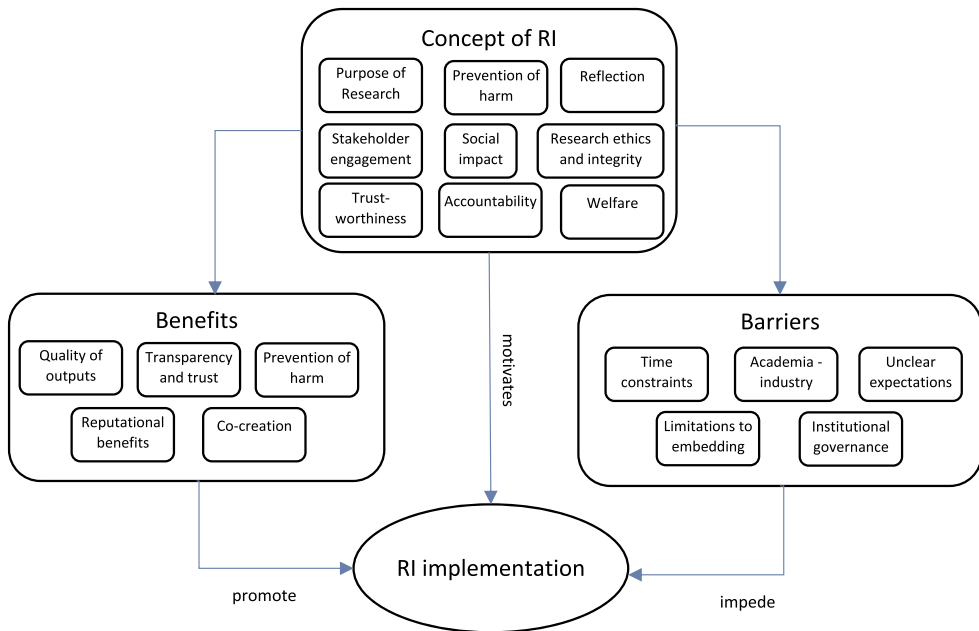 Concept of RI
Purpose of
Research
Prevention of
harm
Reflection
Stakeholder
engagement
Social
impact
Research ethics
and integrity
Trust-
worthiness
Accountability
Welfare
Benefits
Quality of
outputs
Transparency
and trust
Prevention of
harm
Reputational
benefits
Co-creation
motivates
Barriers
Time
constraints
Academia -
industry
Unclear
expectations
Limitations to
embedding
Institutional
governance
RI implementation
promote
impede